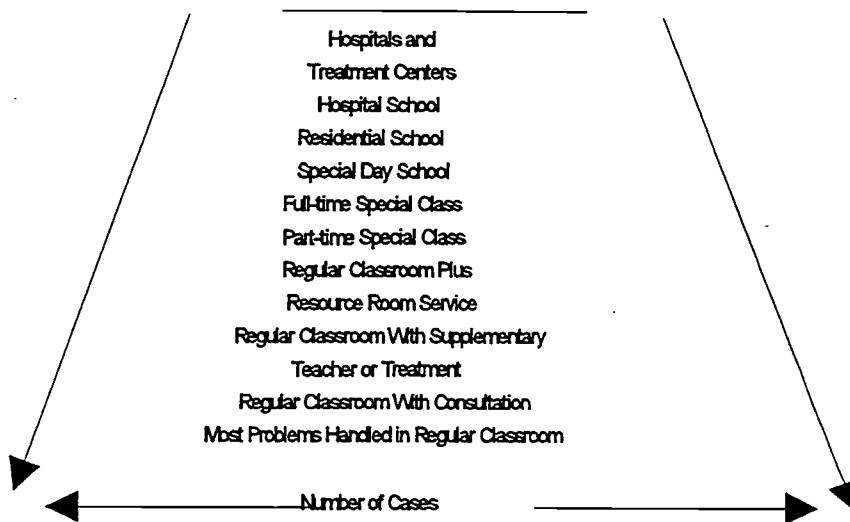 Hospitals and
Treatment Centers
Hospital School
Residential School
Special Day School
Full-time Special Class
Part-time Special Class
Regular Classroom Plus
Resource Room Service
Regular Classroom With Supplementary
Teacher or Treatment
Regular Classroom With Consultation
Most Problems Handled in Regular Classroom
Number of Cases